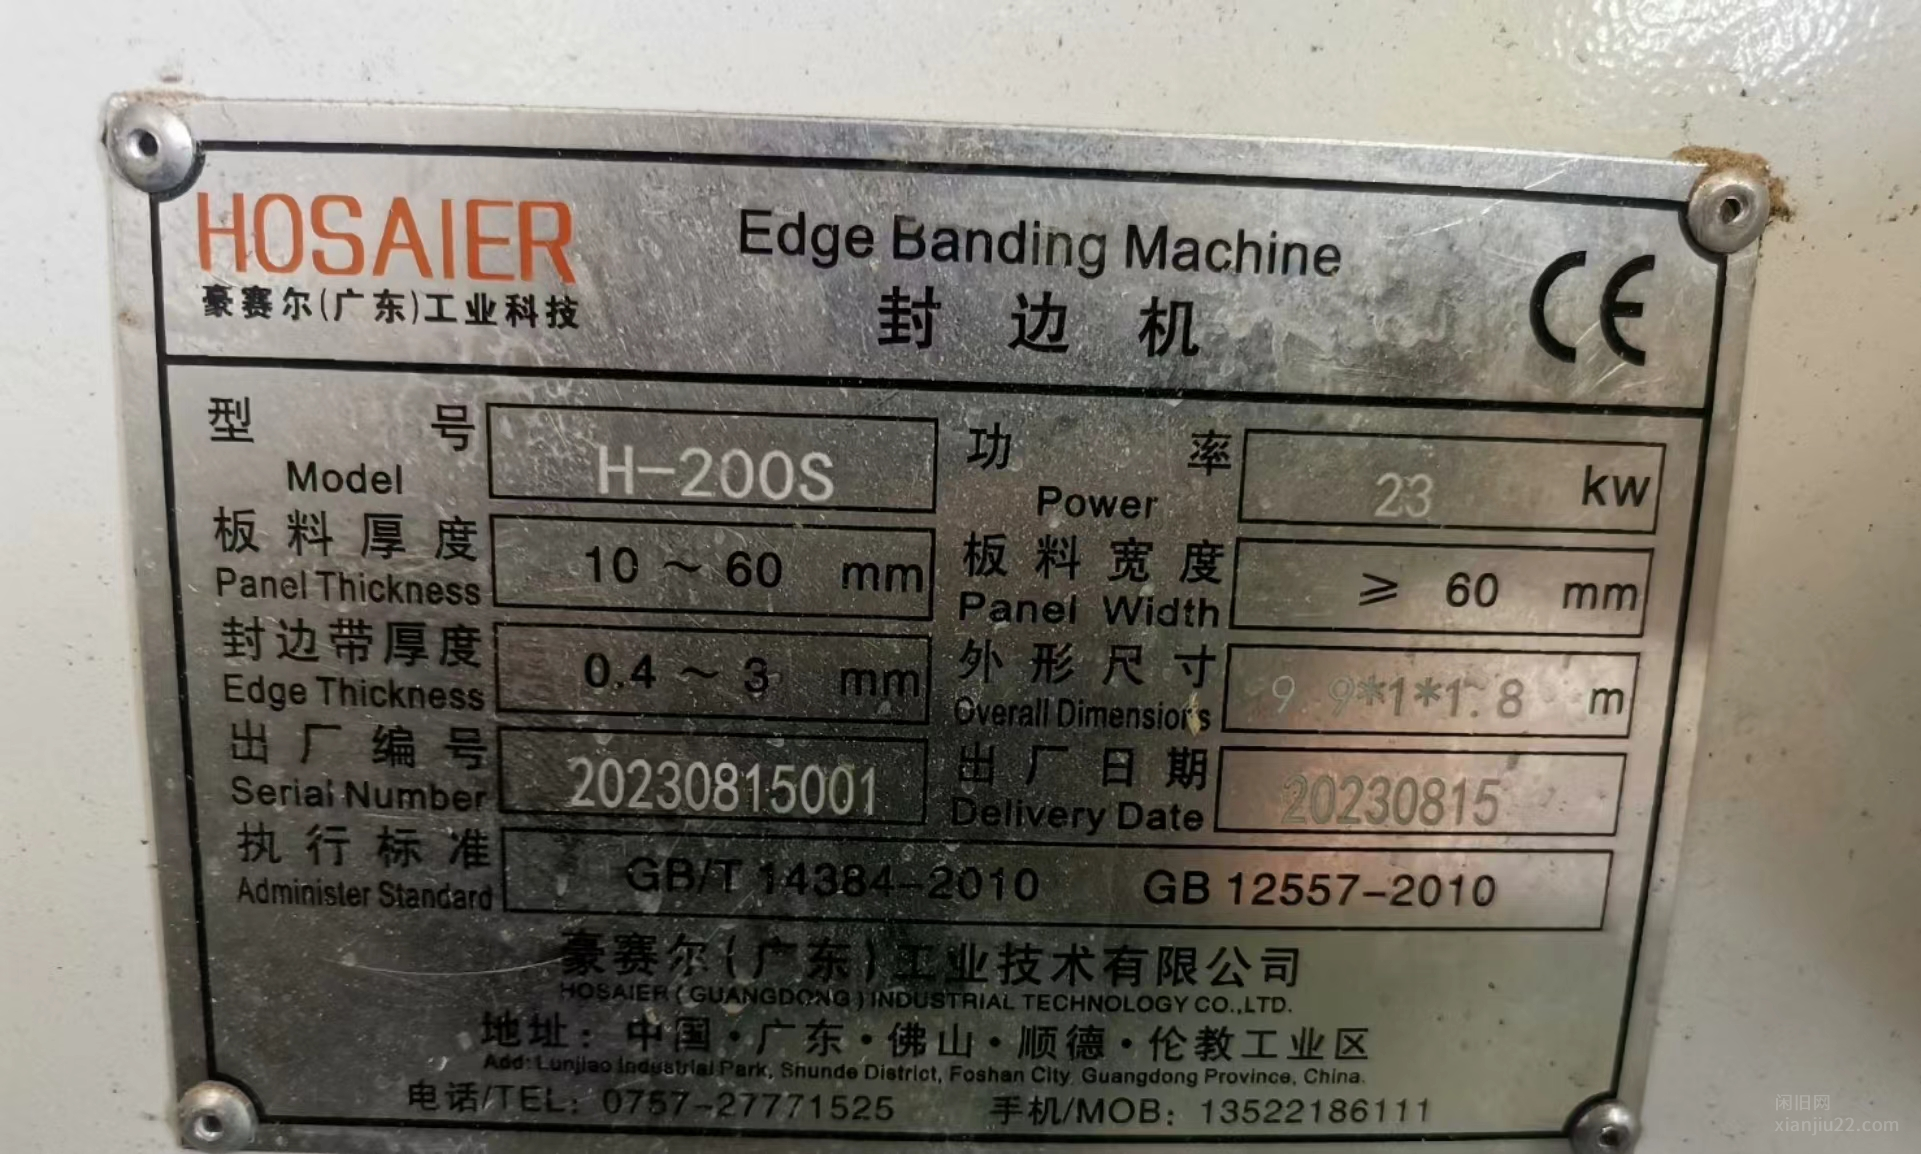 HOSAIER
豪赛尔(广东)工业科技
Edge Banding Machine
封边机
CE
型号 H-200S 功率 23 kw
Model Power
板料厚度 10～60 mm 板料宽度 ≥ 60 mm
Panel Thickness Panel Width
封边带厚度 0.4～3 mm 外形尺寸 9.9*1*1.8 m
Edge Thickness Overall Dimensions
出厂编号 20230815001 出厂日期 20230815
Serial Number Delivery Date
执行标准 GB/T 14384-2010 GB 12557-2010
Administer Standard
豪赛尔(广东)工业技术有限公司
HOSAIER(GUANGDONG)INDUSTRIAL TECHNOLOGY CO.,LTD.
地址：中国·广东·佛山·顺德·伦教工业区
Add:Lunjiao Industrial Park, Shunde District, Foshan City, Guangdong Province, China.
电话/TEL：0757-27771525 手机/MOB：13522186111
闲旧网
xianjiu22.com